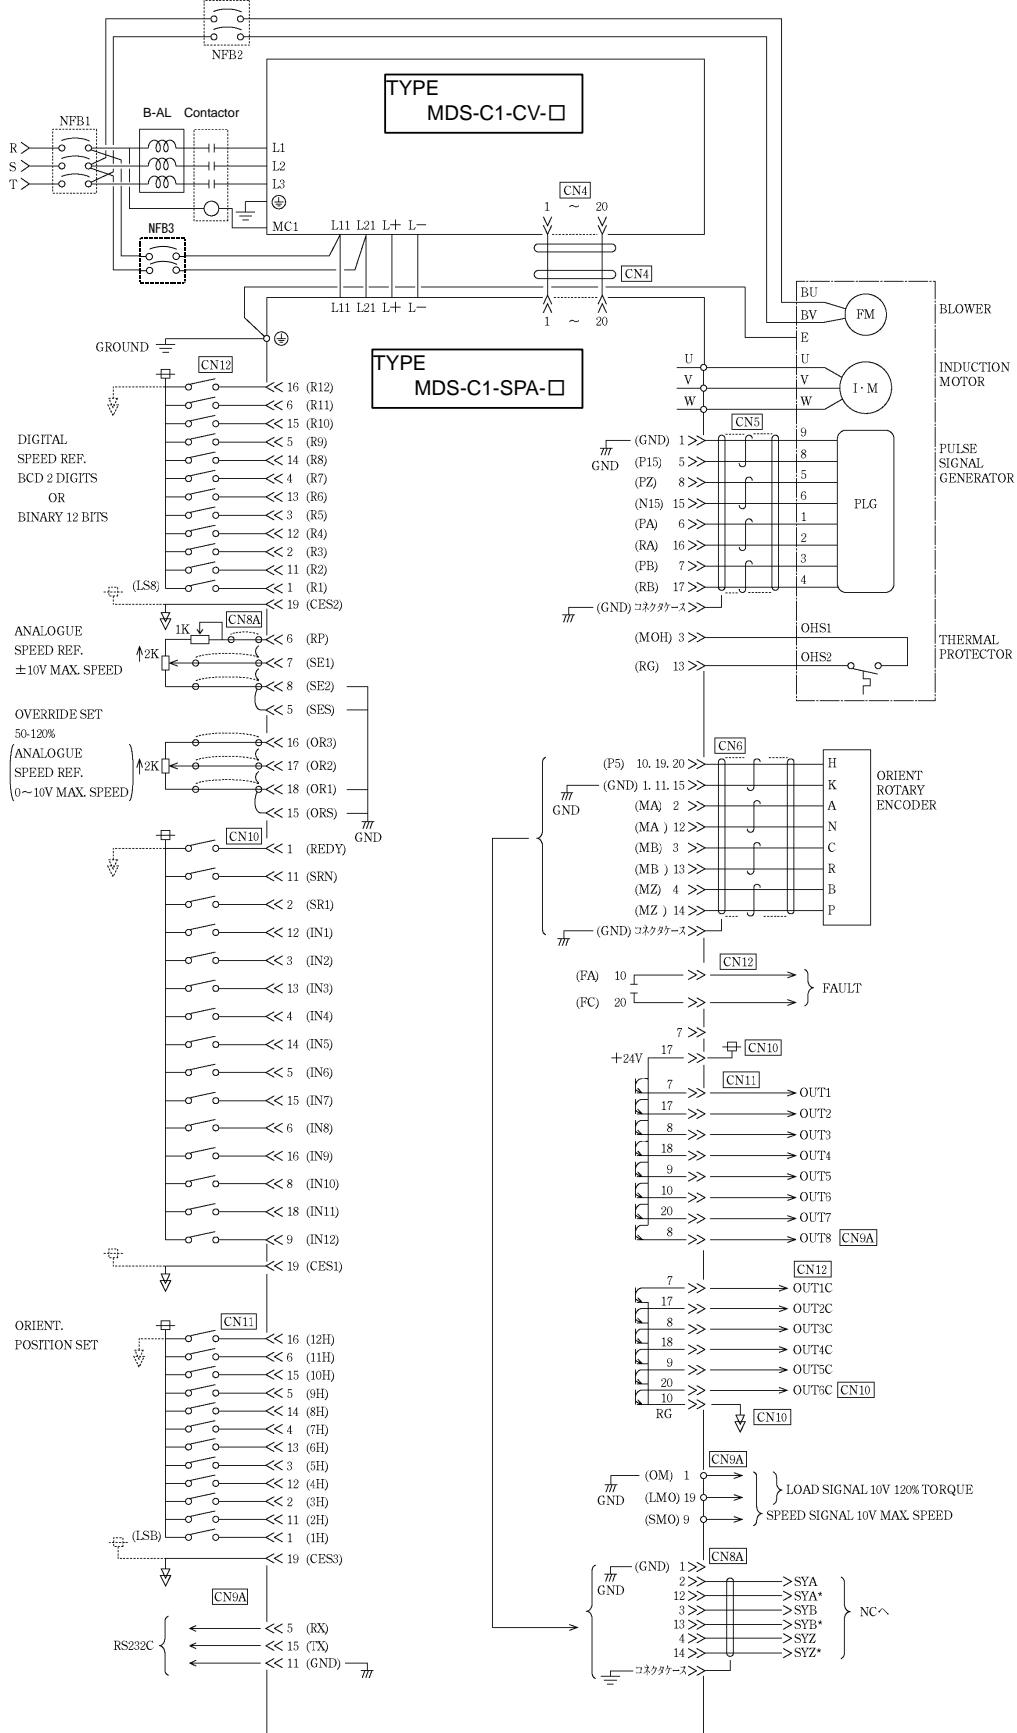 NFB2
TYPE
MDS-C1-CV-□
B-AL
Contactor
NFB1
R
S
T
L1
L2
L3
MC1
NFB3
L11 L21 L+ L−
CN4
1 ～ 20
CN4
L11 L21 L+ L−
1 ～ 20
GROUND
TYPE
MDS-C1-SPA-□
BU
BV
E
FM
BLOWER
U
V
W
U
V
W
I・M
INDUCTION
MOTOR
CN12
16 (R12)
6 (R11)
15 (R10)
5 (R9)
14 (R8)
4 (R7)
13 (R6)
3 (R5)
12 (R4)
2 (R3)
11 (R2)
1 (R1)
19 (CES2)
DIGITAL
SPEED REF.
BCD 2 DIGITS
OR
BINARY 12 BITS
(LS8)
CN5
GND
(GND) 1
(P15) 5
(PZ) 8
(N15) 15
(PA) 6
(RA) 16
(PB) 7
(RB) 17
(GND) コネクタケース
9
8
5
6
1
2
3
4
PLG
PULSE
SIGNAL
GENERATOR
(MOH) 3
(RG) 13
OHS1
OHS2
THERMAL
PROTECTOR
ANALOGUE
SPEED REF.
±10V MAX. SPEED
1K
2K
CN8A
6 (RP)
7 (SE1)
8 (SE2)
5 (SES)
OVERRIDE SET
50-120%
ANALOGUE
SPEED REF.
0～10V MAX. SPEED
2K
16 (OR3)
17 (OR2)
18 (OR1)
15 (ORS)
GND
CN6
(P5) 10. 19. 20
(GND) 1. 11. 15
(MA) 2
(MA ) 12
(MB) 3
(MB ) 13
(MZ) 4
(MZ ) 14
(GND) コネクタケース
GND
H
K
A
N
C
R
B
P
ORIENT
ROTARY
ENCODER
CN10
1 (REDY)
11 (SRN)
2 (SR1)
12 (IN1)
3 (IN2)
13 (IN3)
4 (IN4)
14 (IN5)
5 (IN6)
15 (IN7)
6 (IN8)
16 (IN9)
8 (IN10)
18 (IN11)
9 (IN12)
19 (CES1)
CN12
(FA) 10
(FC) 20
FAULT
7
+24V 17
CN10
CN11
7 OUT1
17 OUT2
8 OUT3
18 OUT4
9 OUT5
10 OUT6
20 OUT7
8 OUT8 CN9A
CN12
7 OUT1C
17 OUT2C
8 OUT3C
18 OUT4C
9 OUT5C
20 OUT6C CN10
10
RG
CN10
ORIENT.
POSITION SET
CN11
16 (12H)
6 (11H)
15 (10H)
5 (9H)
14 (8H)
4 (7H)
13 (6H)
3 (5H)
12 (4H)
2 (3H)
11 (2H)
1 (1H)
19 (CES3)
(LSB)
CN9A
(OM) 1
(LMO) 19
(SMO) 9
GND
LOAD SIGNAL 10V 120% TORQUE
SPEED SIGNAL 10V MAX. SPEED
CN8A
(GND) 1
GND
2 SYA
12 SYA*
3 SYB
13 SYB*
4 SYZ
14 SYZ*
コネクタケース
NCへ
CN9A
RS232C
5 (RX)
15 (TX)
11 (GND)